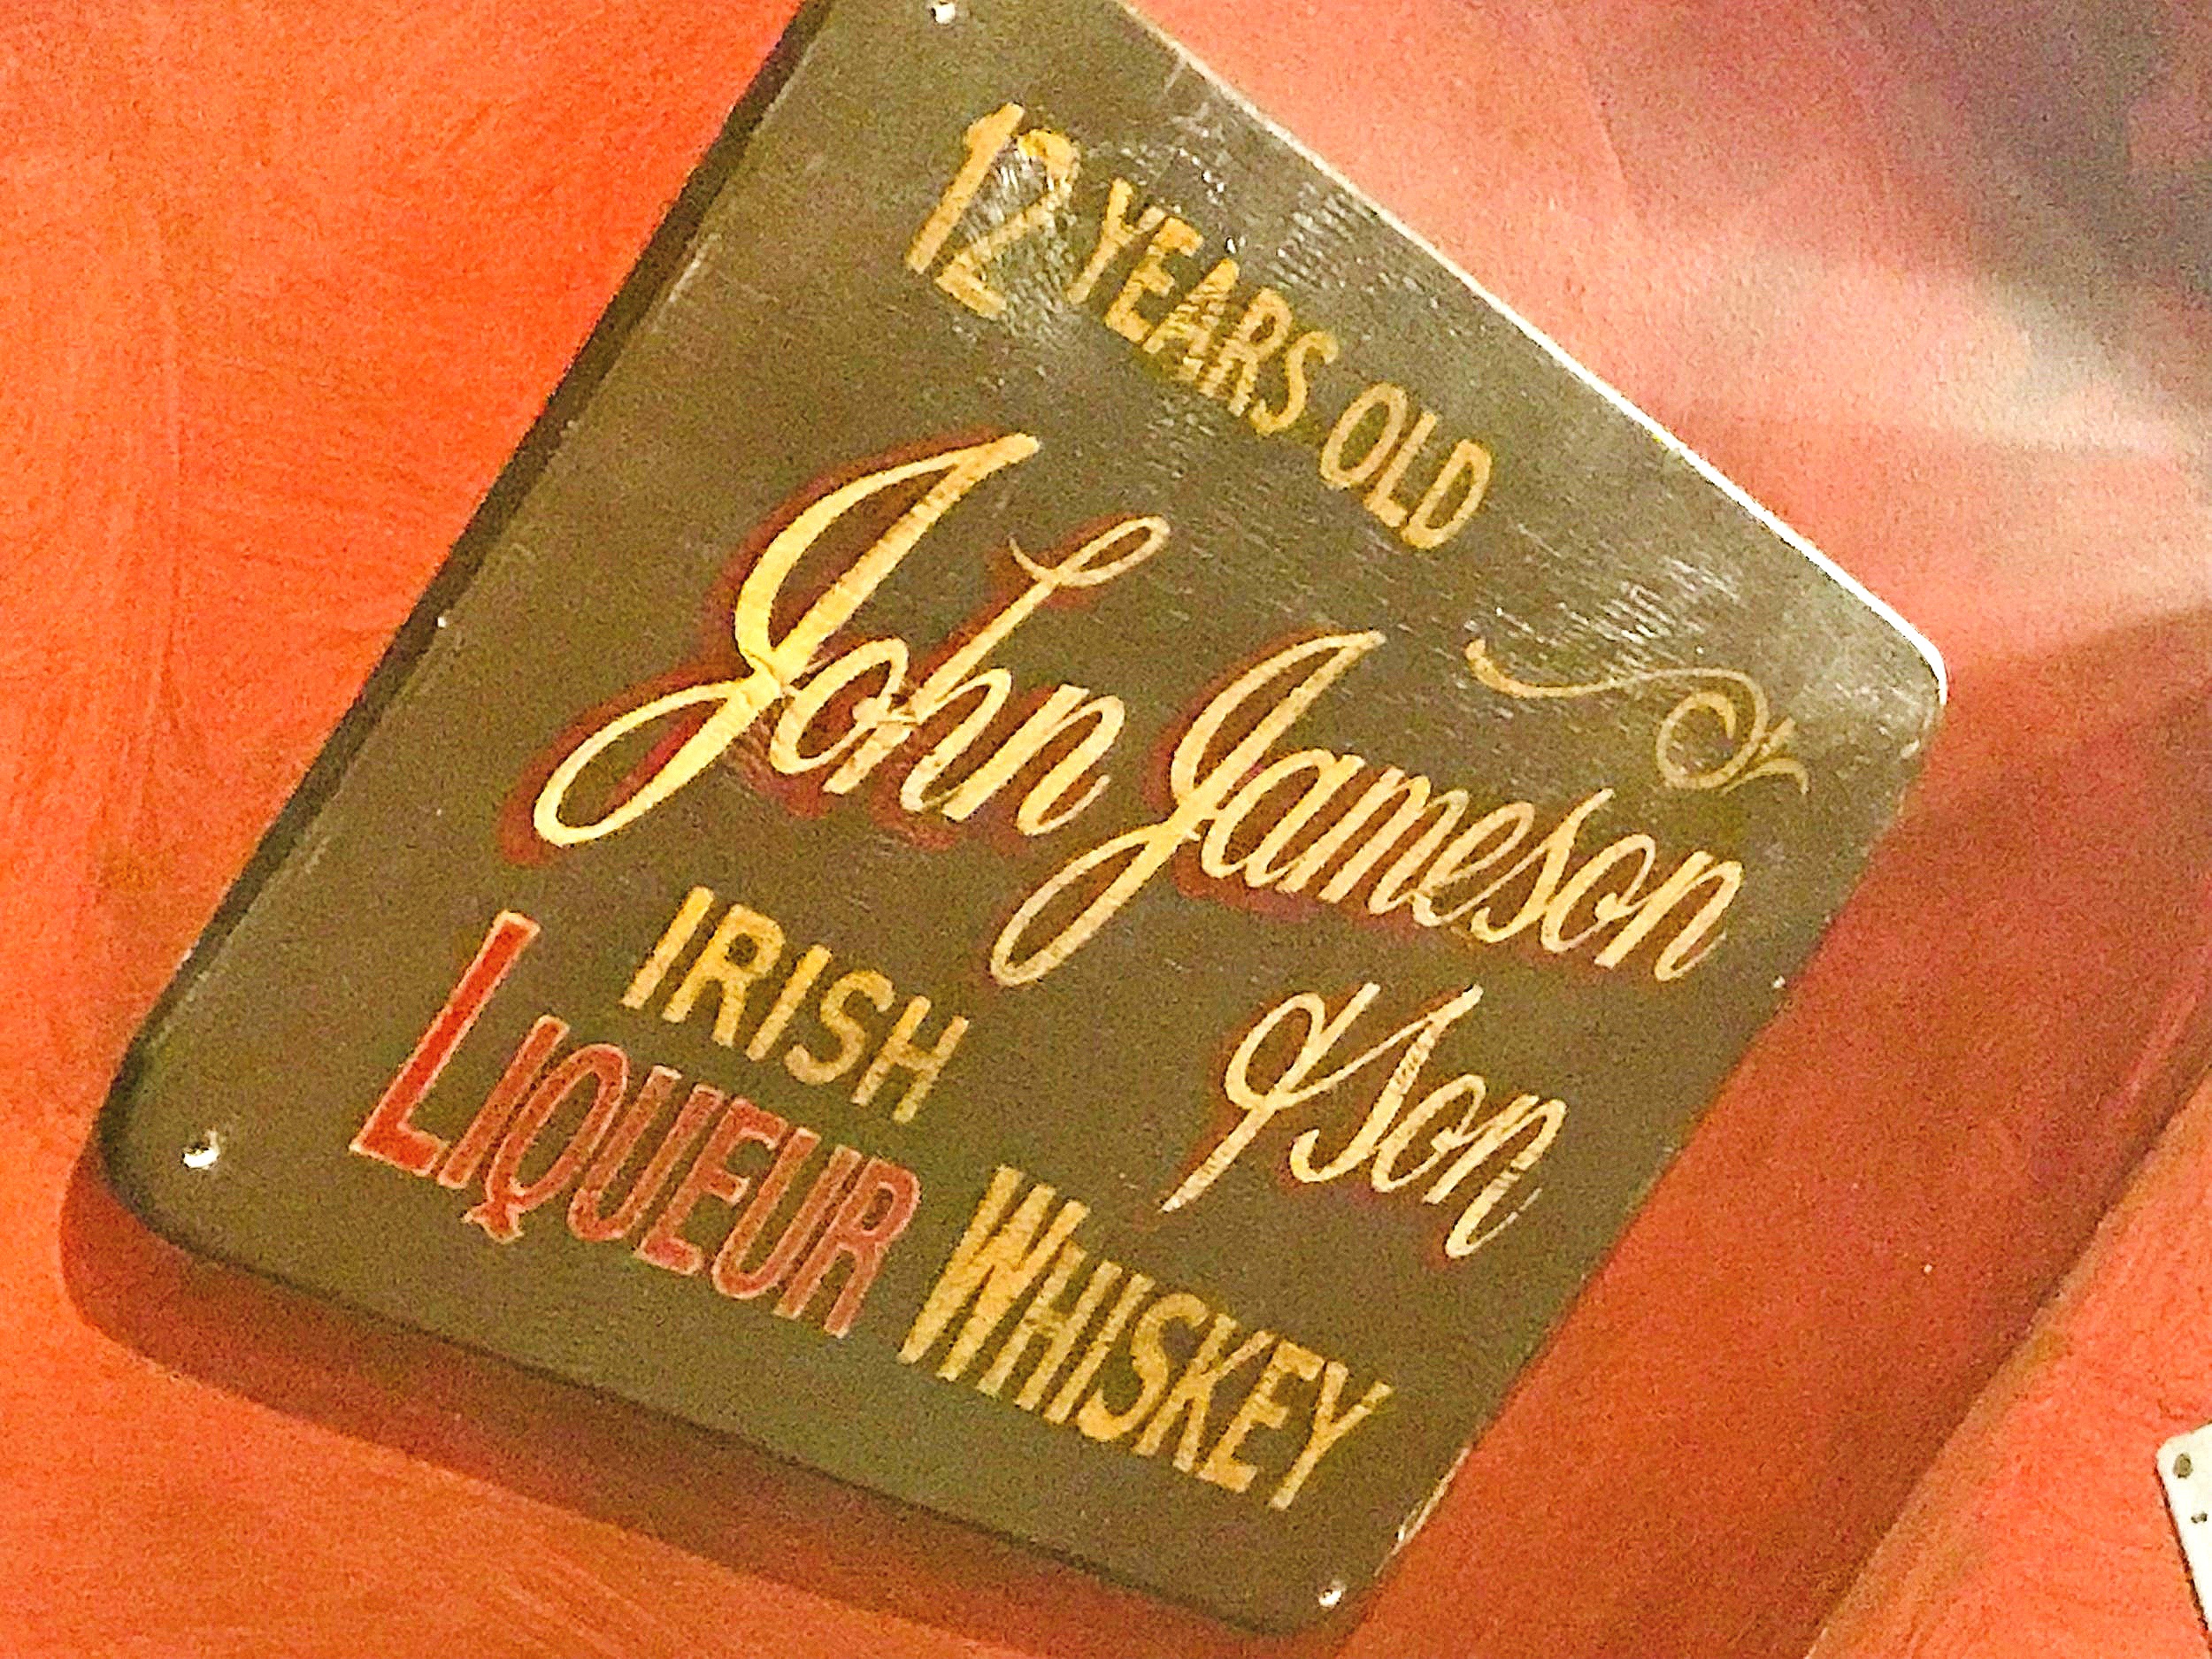 12 YEARS OLD
John Jameson
& Son
IRISH
LIQUEUR WHISKEY